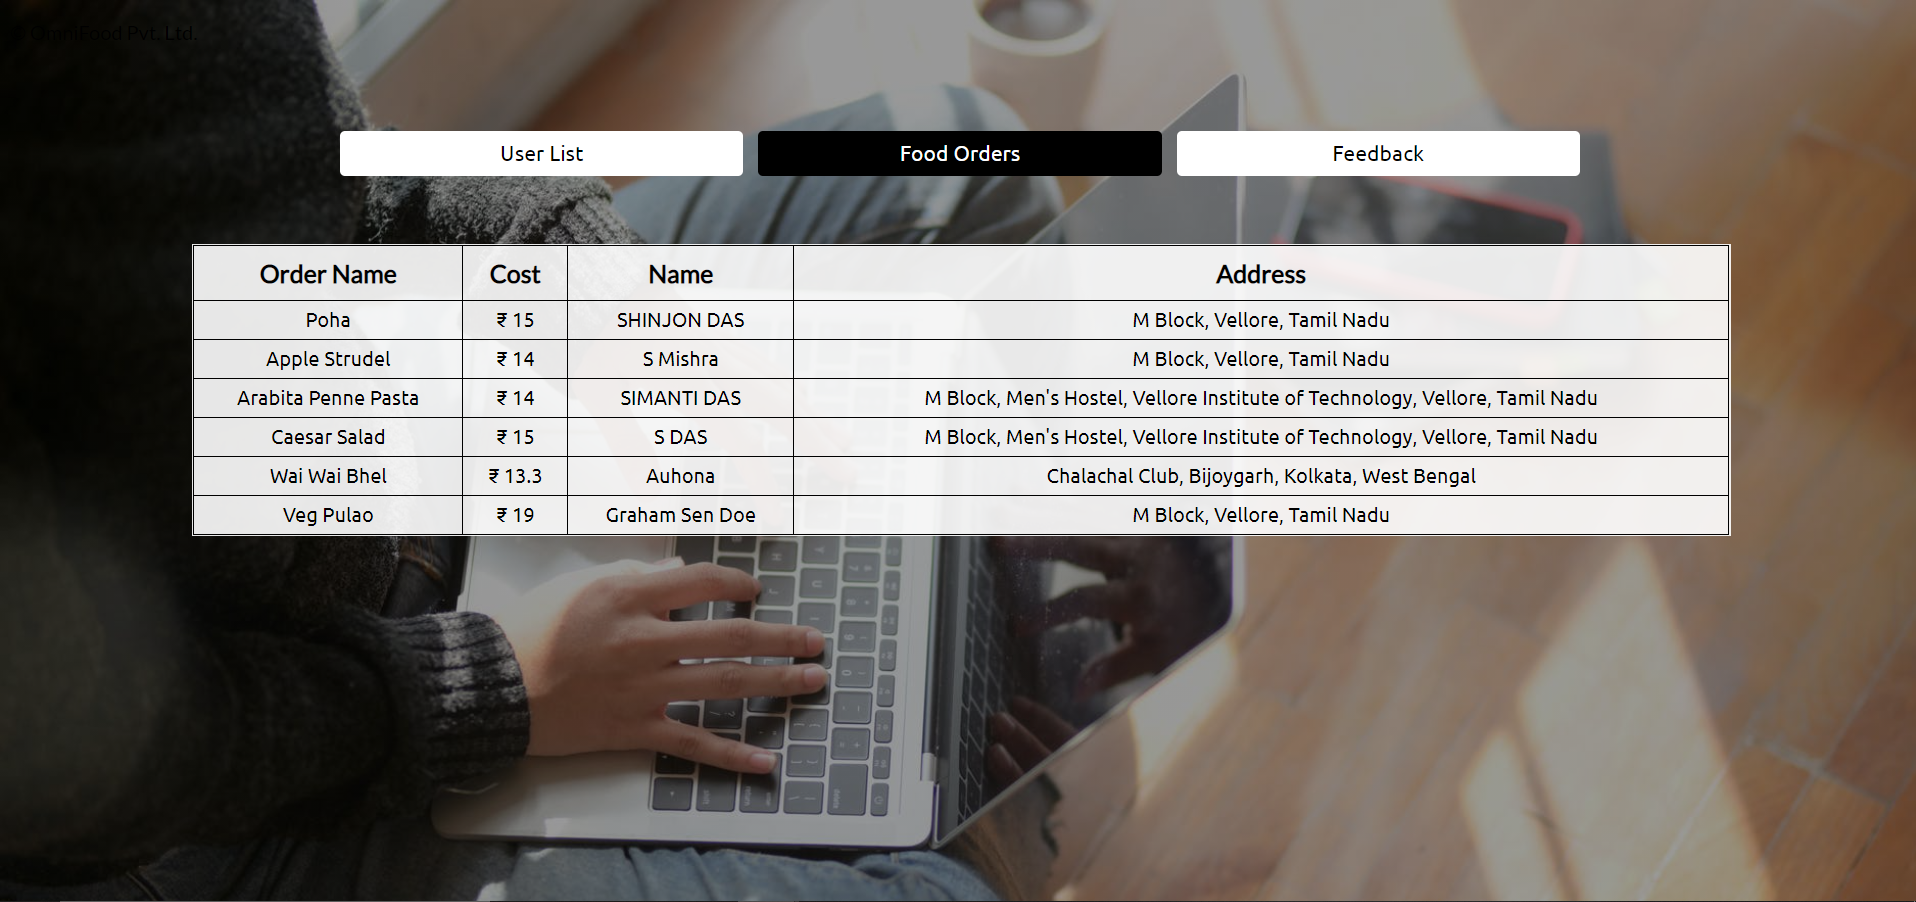 OmniFood Pvt. Ltd.
User List Food Orders Feedback
Order Name Cost Name Address
Poha ₹ 15 SHINJON DAS M Block, Vellore, Tamil Nadu
Apple Strudel ₹ 14 S Mishra M Block, Vellore, Tamil Nadu
Arabita Penne Pasta ₹ 14 SIMANTI DAS M Block, Men's Hostel, Vellore Institute of Technology, Vellore, Tamil Nadu
Caesar Salad ₹ 15 S DAS M Block, Men's Hostel, Vellore Institute of Technology, Vellore, Tamil Nadu
Wai Wai Bhel ₹ 13.3 Auhona Chalachal Club, Bijoygarh, Kolkata, West Bengal
Veg Pulao ₹ 19 Graham Sen Doe M Block, Vellore, Tamil Nadu